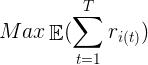 Max 𝔼(∑_{t=1}^{T} r_{i(t)})